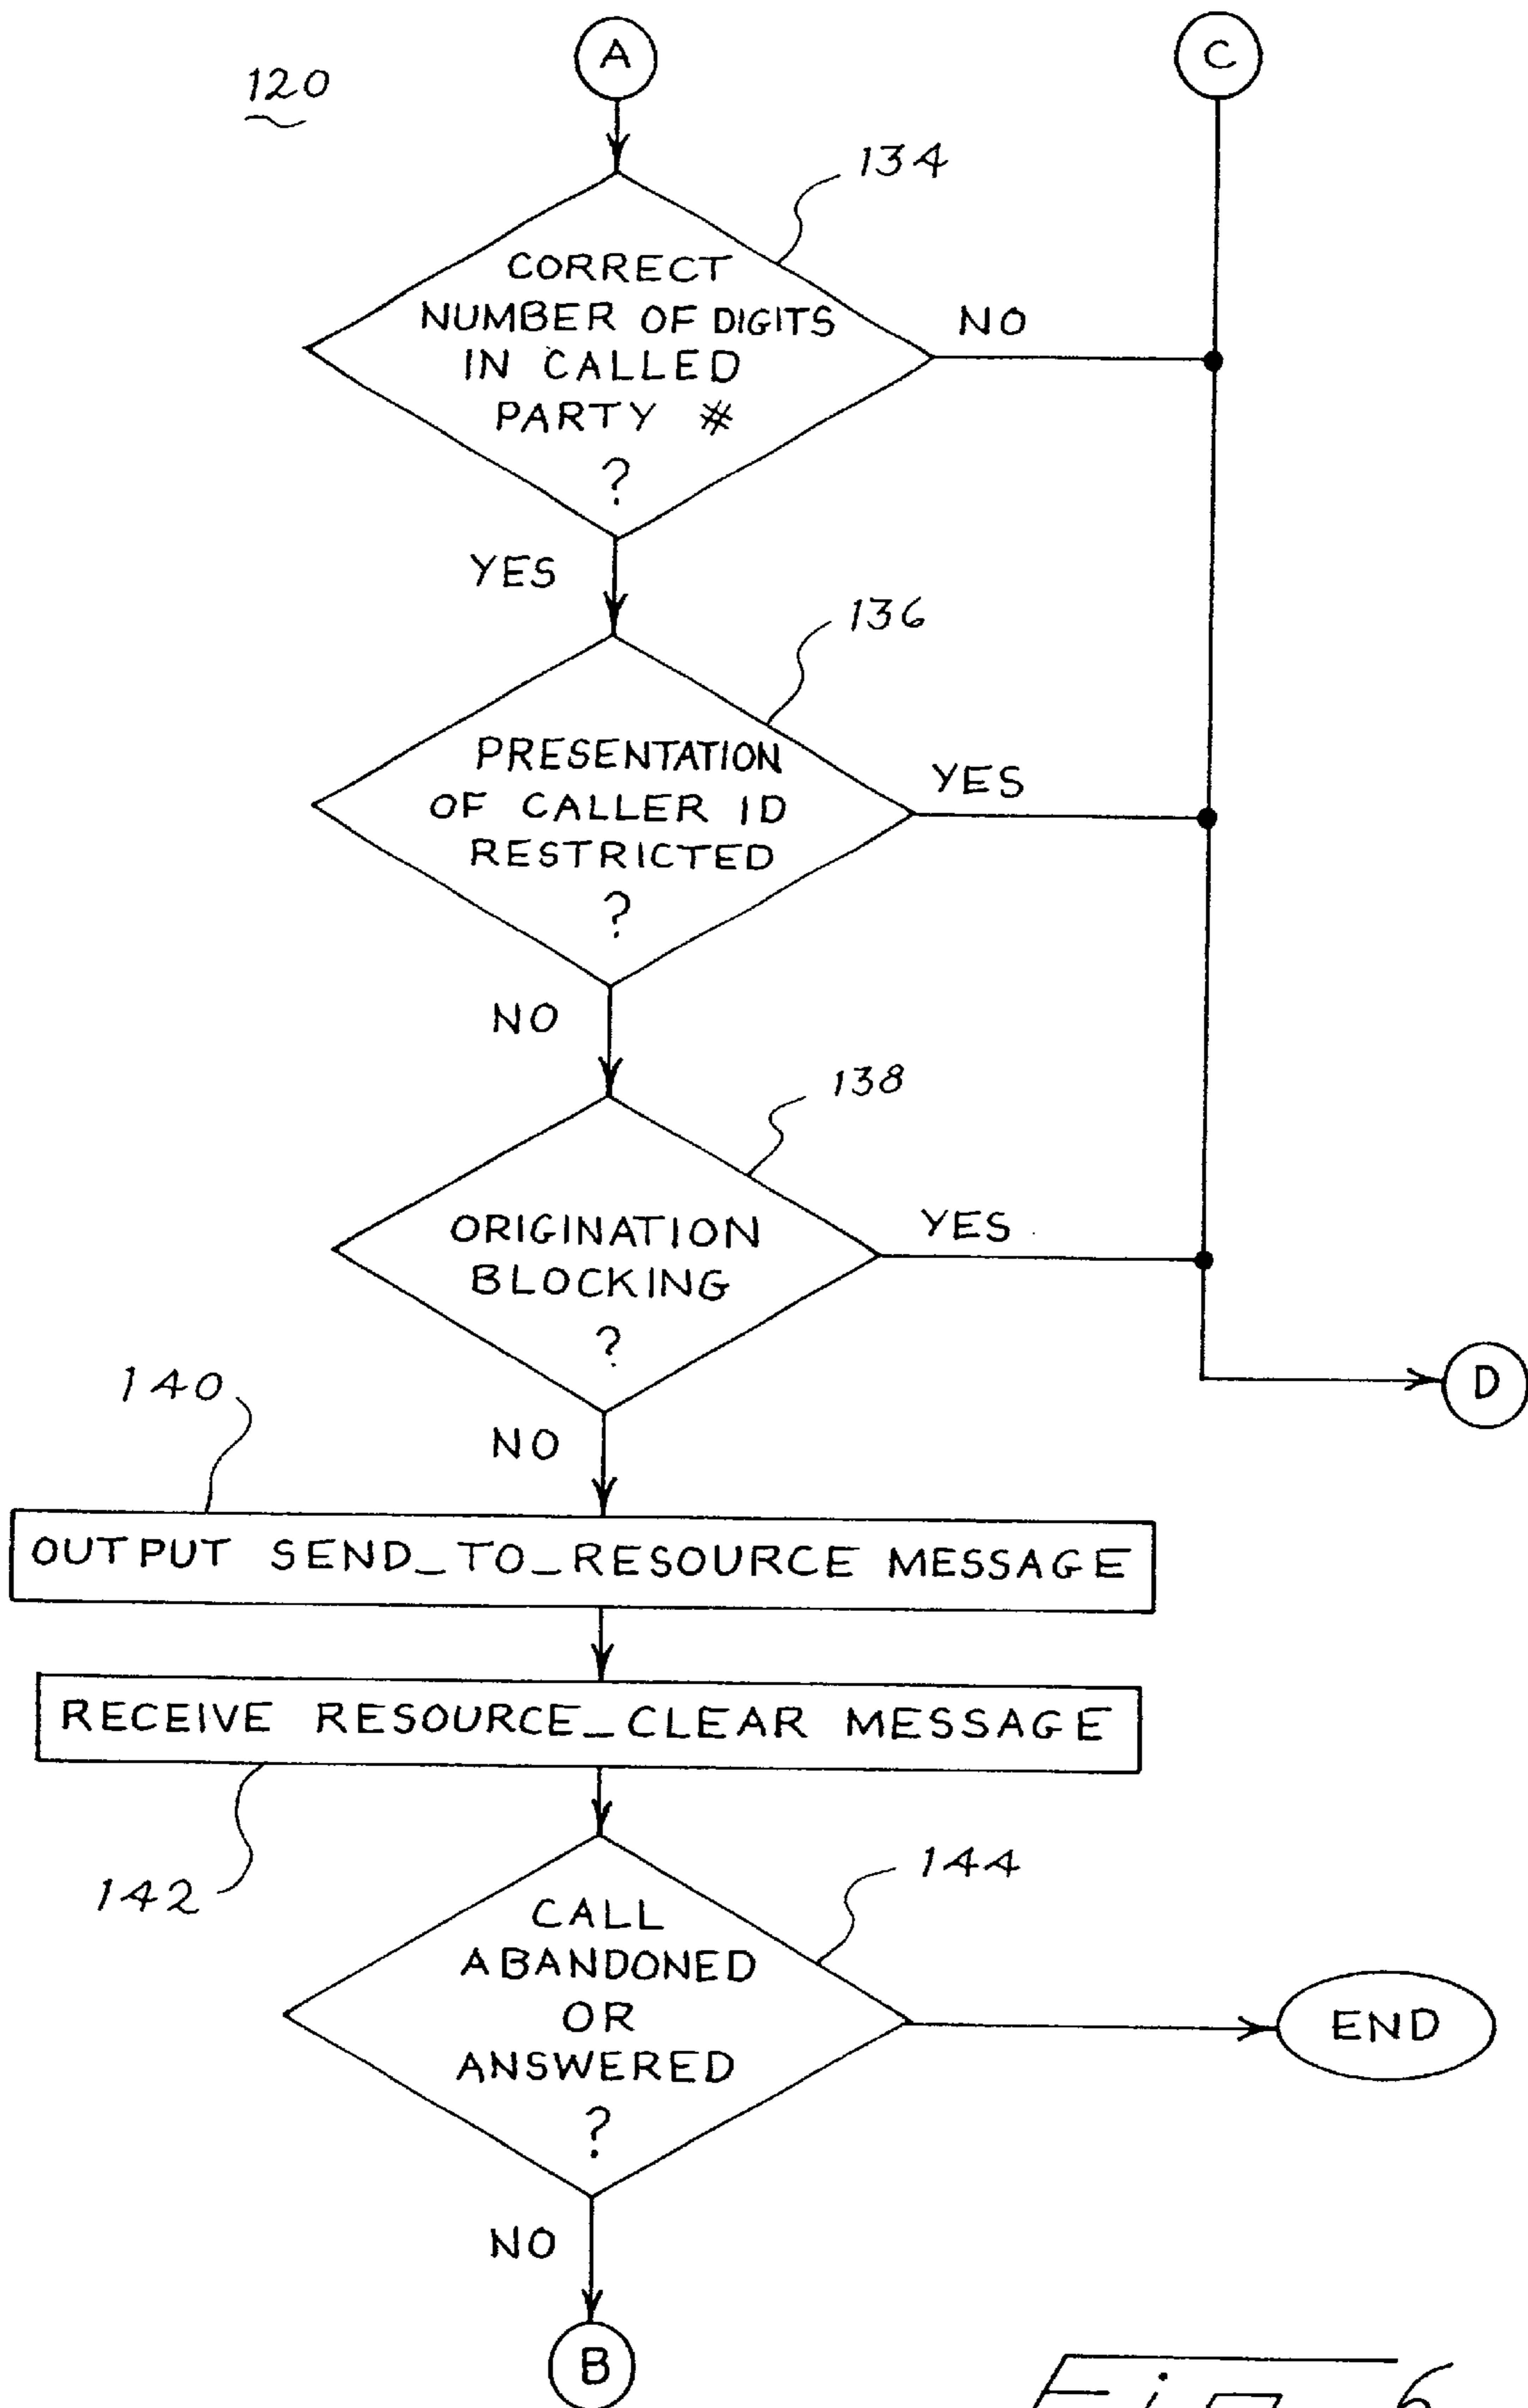 A
C
120
134
CORRECT
NUMBER OF DIGITS
IN CALLED
PARTY #
?
NO
YES
136
PRESENTATION
OF CALLER ID
RESTRICTED
?
YES
NO
138
ORIGINATION
BLOCKING
?
YES
D
140
NO
OUTPUT SEND_TO_RESOURCE MESSAGE
RECEIVE RESOURCE_CLEAR MESSAGE
142
144
CALL
ABANDONED
OR
ANSWERED
?
END
NO
B
Fig. 6